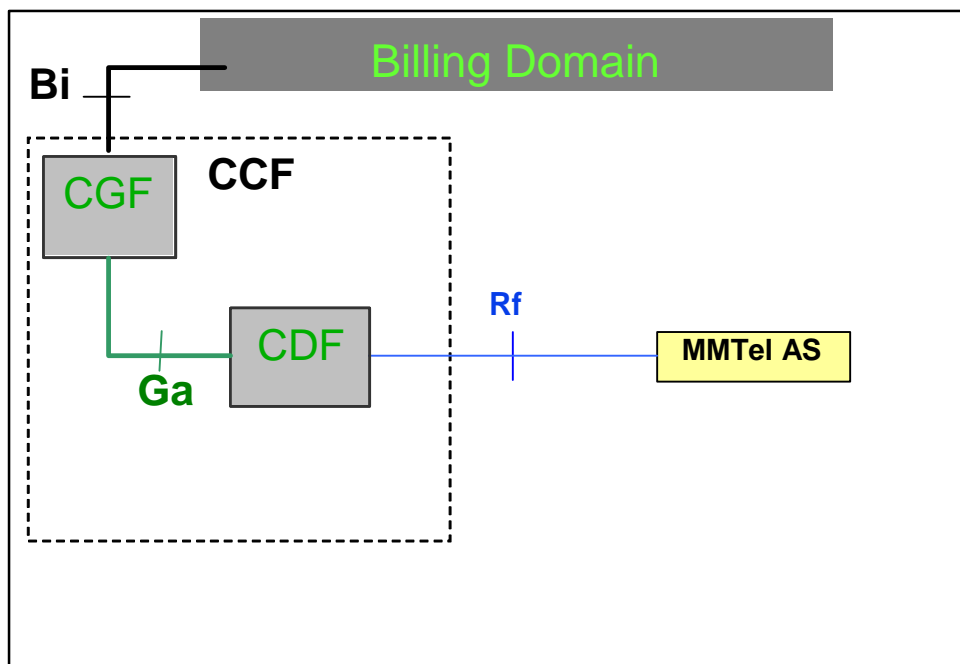 Billing Domain
Bi
CCF
CGF
Rf
CDF
MMTel AS
Ga